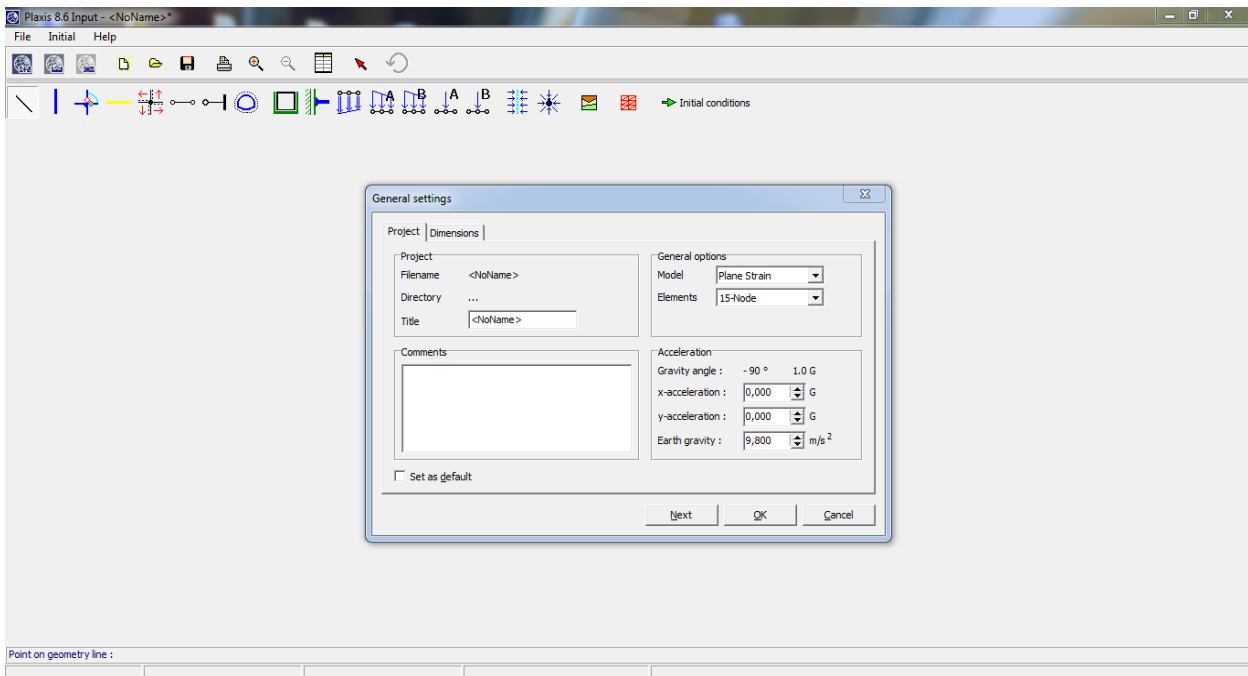 Plaxis 8.6 Input - <NoName>*
File Initial Help
A B A B Initial conditions
General settings
Project Dimensions
Project
Filename <NoName>
Directory ...
Title <NoName>
General options
Model Plane Strain
Elements 15-Node
Comments
Acceleration
Gravity angle : - 90 ° 1.0 G
x-acceleration : 0,000 G
y-acceleration : 0,000 G
Earth gravity : 9,800 m/s 2
Set as default
Next OK Cancel
Point on geometry line :